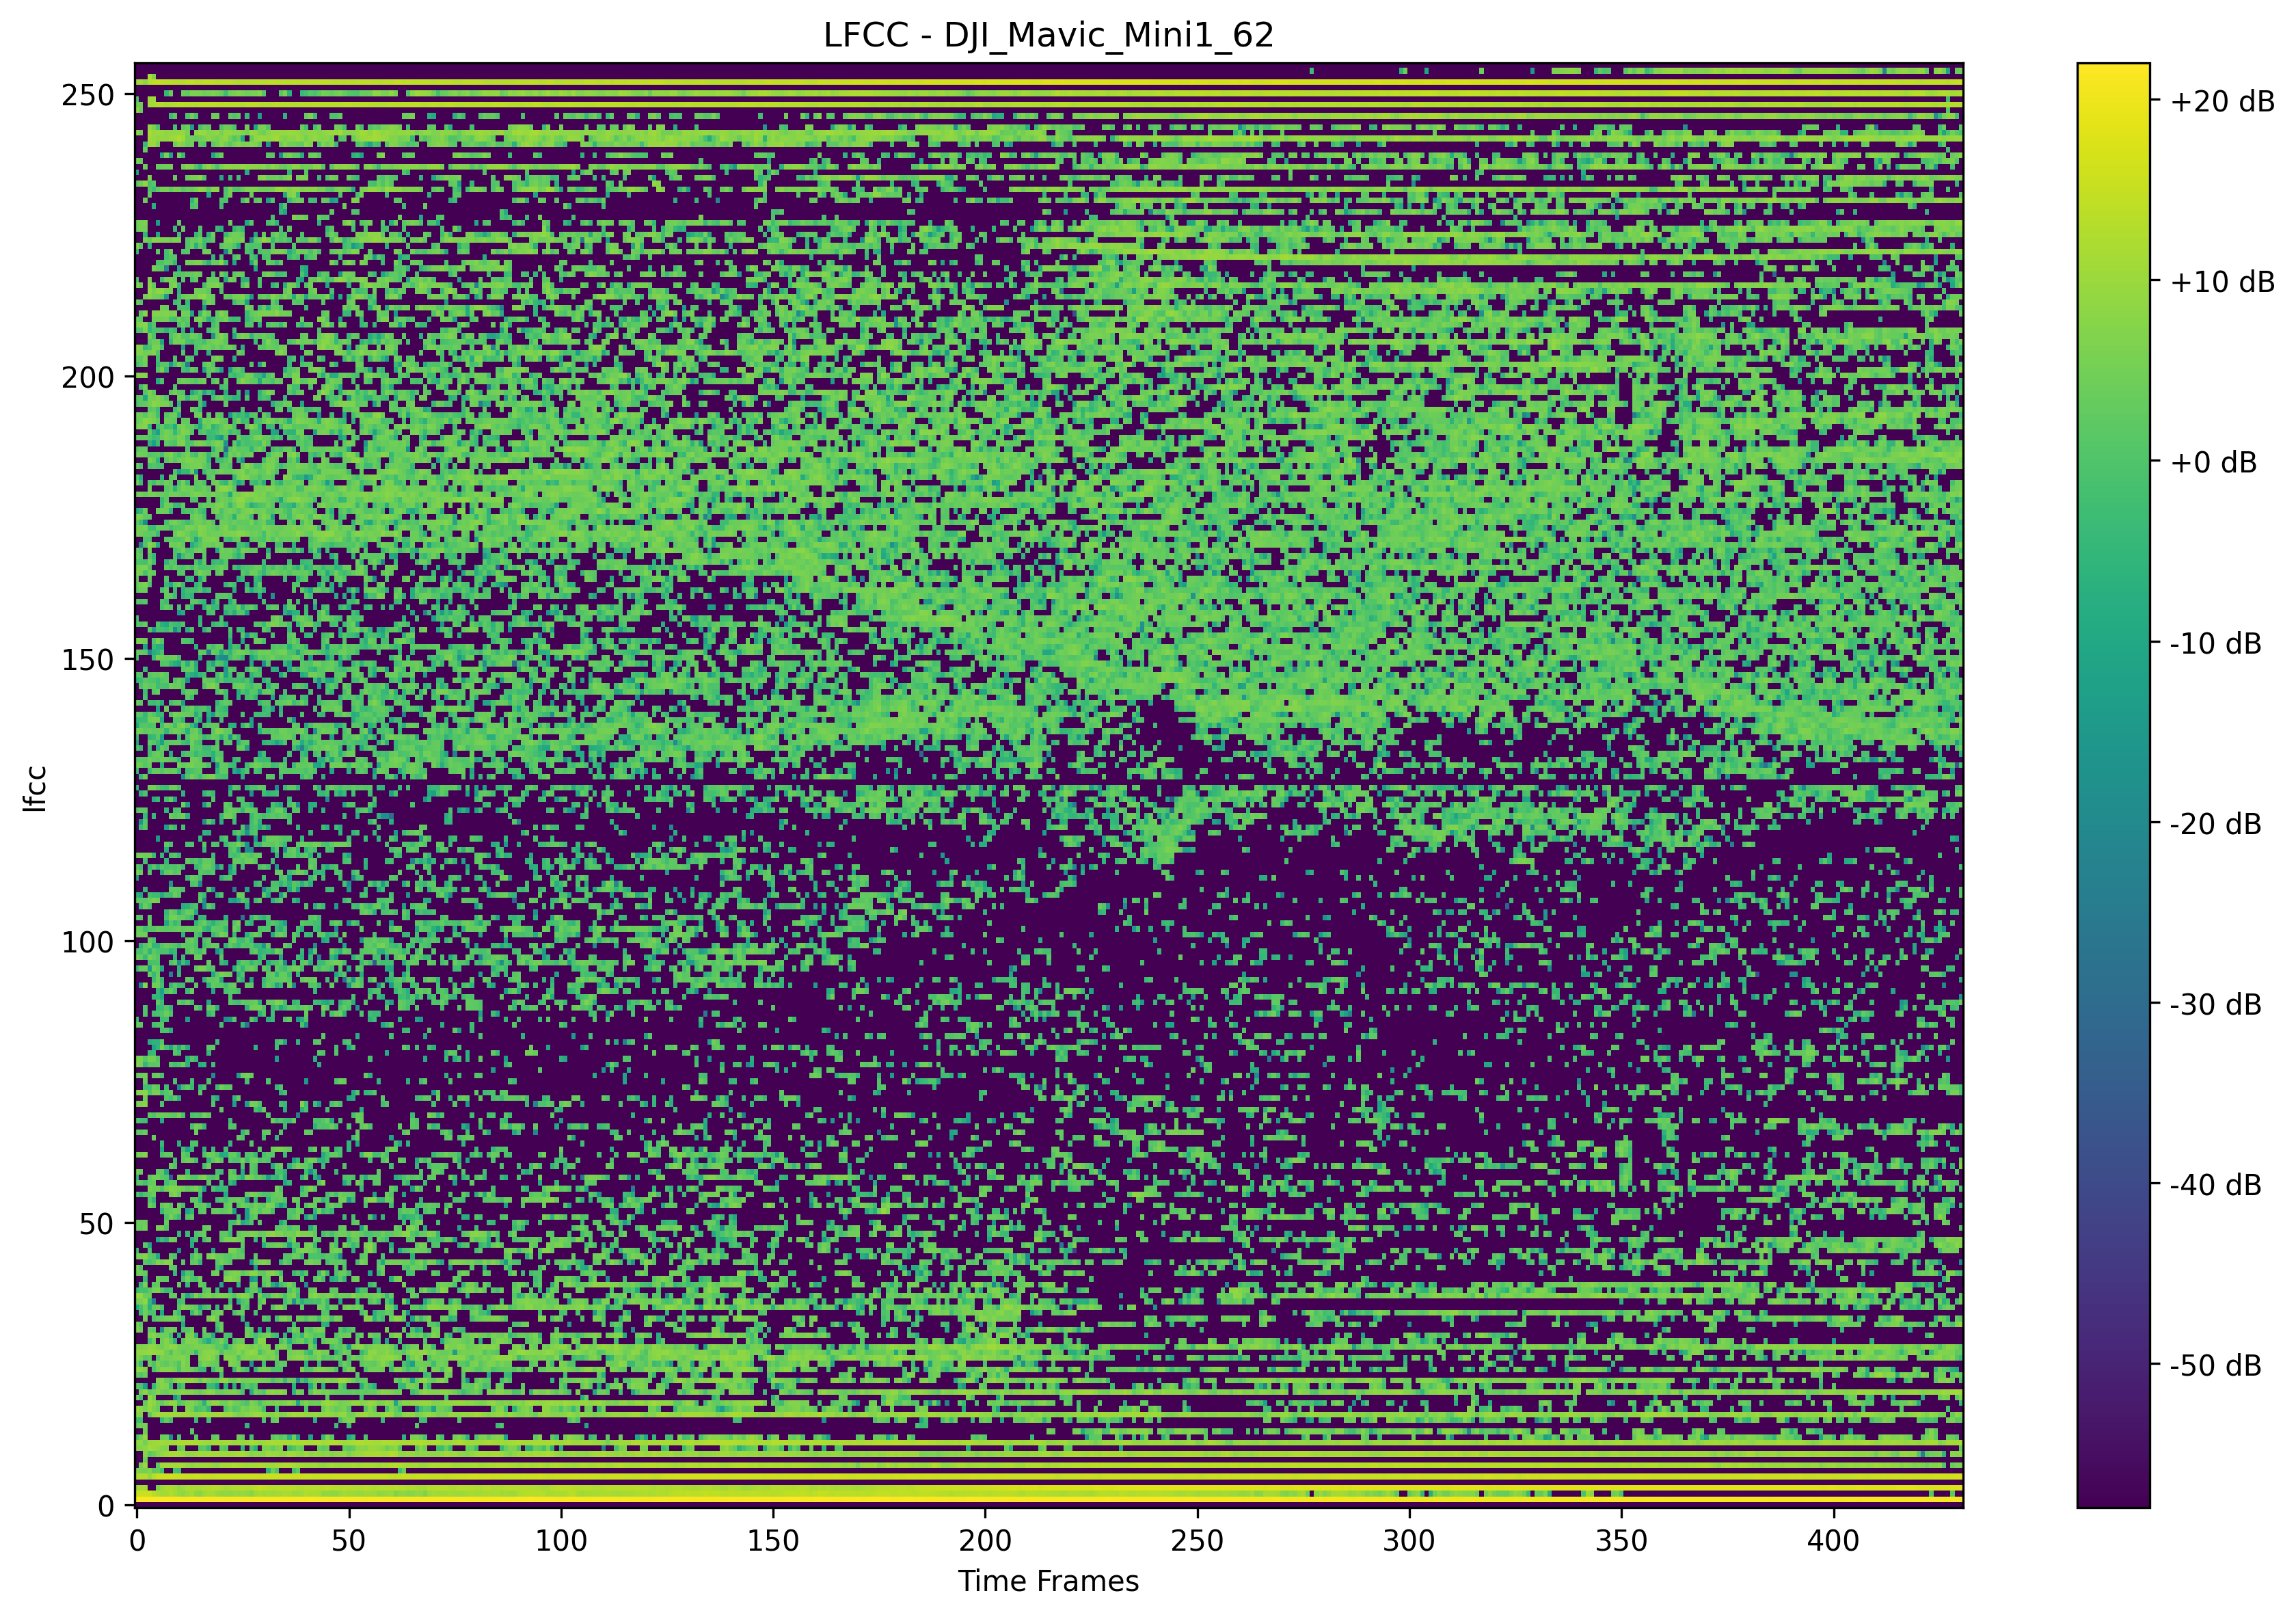 LFCC - DJI_Mavic_Mini1_62
250
200
150
100
50
0
lfcc
0 50 100 150 200 250 300 350 400
Time Frames
+20 dB
+10 dB
+0 dB
-10 dB
-20 dB
-30 dB
-40 dB
-50 dB